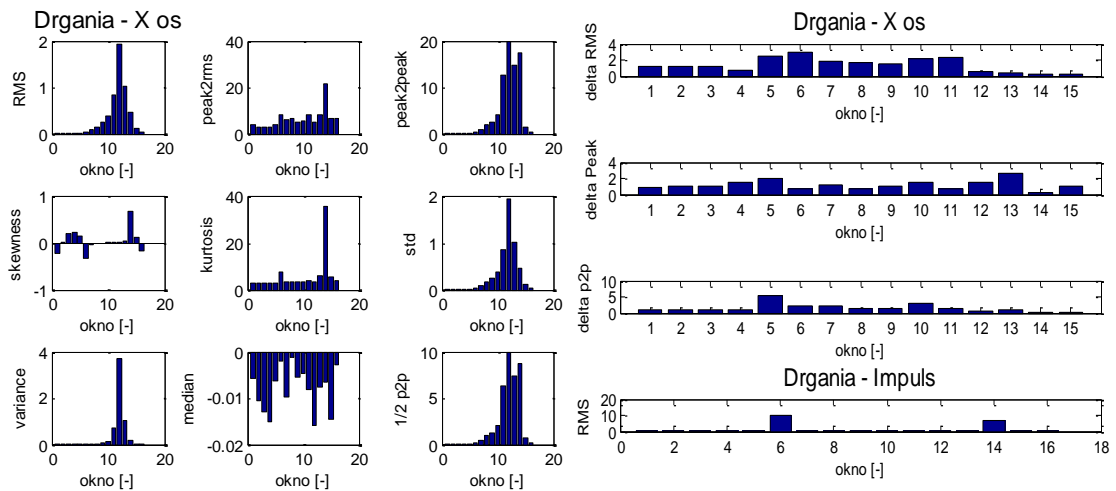 Drgania - X os
2
1
0
RMS
0 10 20
okno [-]
40
20
0
peak2rms
0 10 20
okno [-]
20
10
0
peak2peak
0 10 20
okno [-]
1
0
-1
skewness
0 10 20
okno [-]
40
20
0
kurtosis
0 10 20
okno [-]
2
1
0
std
0 10 20
okno [-]
4
2
0
variance
0 10 20
okno [-]
0
-0.01
-0.02
median
0 10 20
okno [-]
10
5
0
1/2 p2p
0 10 20
okno [-]
Drgania - X os
4
2
0
delta RMS
1 2 3 4 5 6 7 8 9 10 11 12 13 14 15
okno [-]
4
2
0
delta Peak
1 2 3 4 5 6 7 8 9 10 11 12 13 14 15
okno [-]
10
5
0
delta p2p
1 2 3 4 5 6 7 8 9 10 11 12 13 14 15
okno [-]
Drgania - Impuls
20
10
0
RMS
0 2 4 6 8 10 12 14 16 18
okno [-]